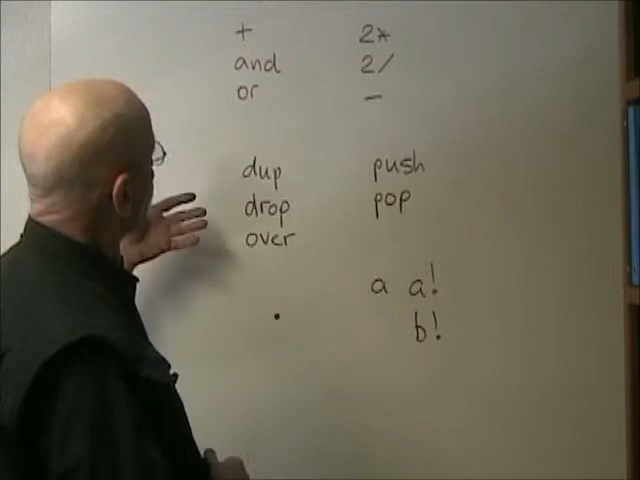 + 2*
and 2/
or -
dup push
drop pop
over
a a!
.
b!